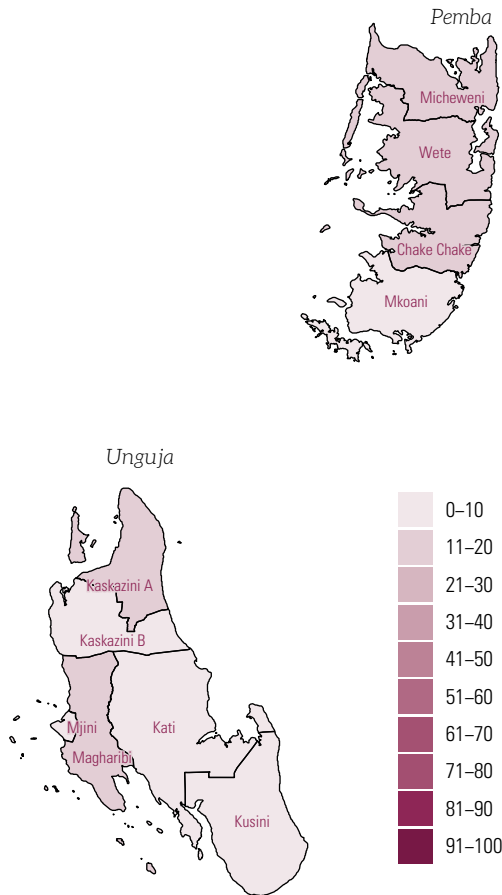 Pemba
Micheweni
Wete
Chake Chake
Mkoani
Unguja
Kaskazini A
Kaskazini B
Mjini
Kati
Magharibi
Kusini
0–10
11–20
21–30
31–40
41–50
51–60
61–70
71–80
81–90
91–100